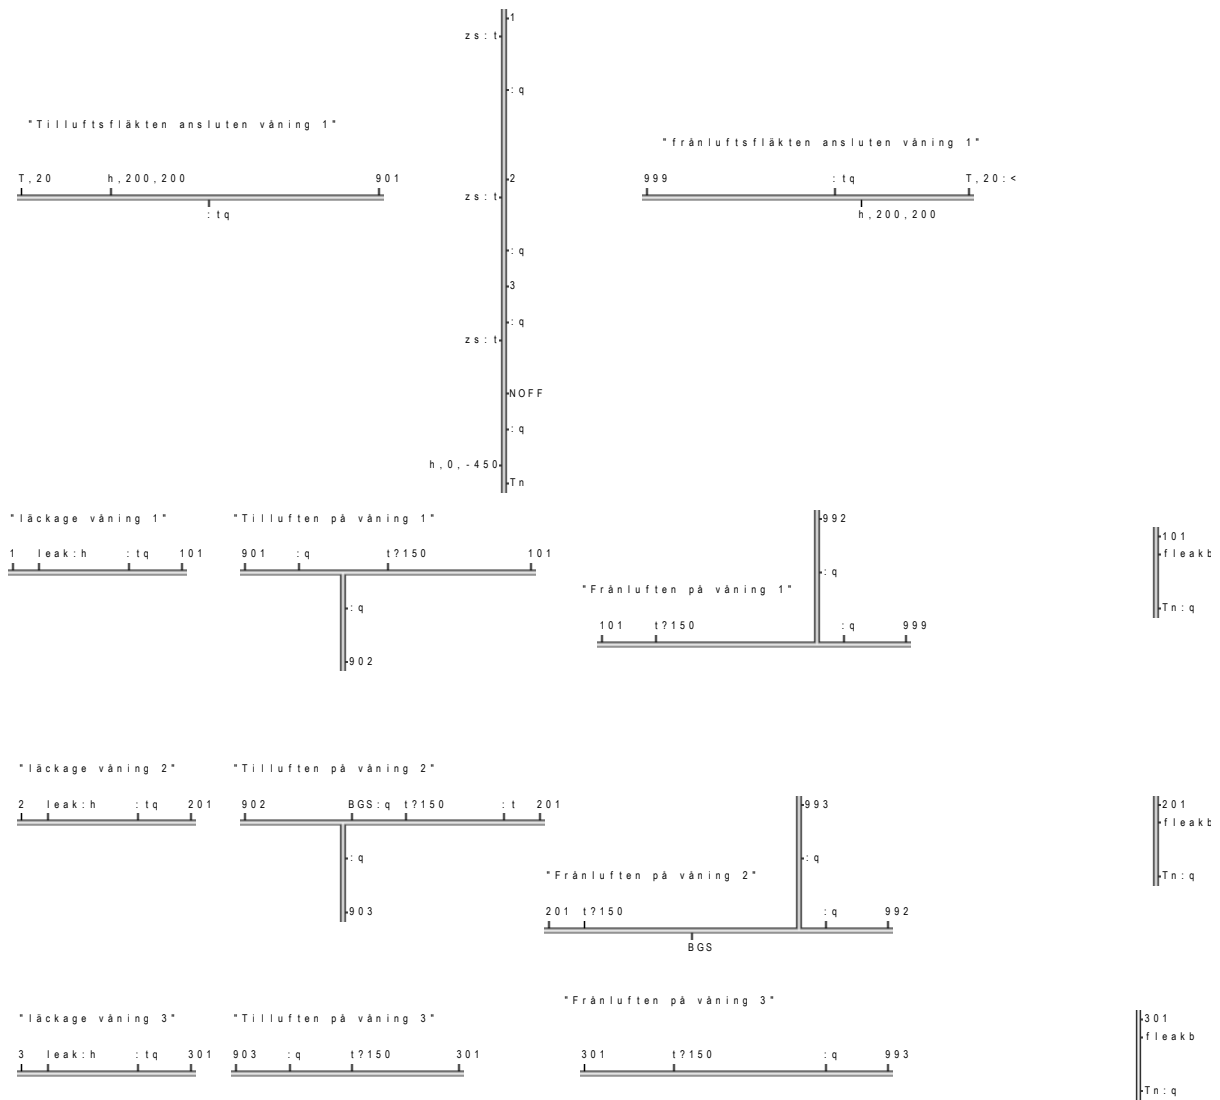 1
zs:t
:q
"Tilluftsfläkten ansluten våning 1"
"frånluftsfläkten ansluten våning 1"
T,20 h,200,200 901
2
999 :tq T,20:<
zs:t
:tq
h,200,200
:q
3
:q
zs:t
NOFF
:q
h,0,-450
Tn
"läckage våning 1" "Tilluften på våning 1" 992
101
1 leak:h :tq 101 901 :q t?150 101 fleakb
:q
"Frånluften på våning 1"
:q Tn:q
101 t?150 :q 999
902
"läckage våning 2" "Tilluften på våning 2"
2 leak:h :tq 201 902 BGS:q t?150 :t 201 993 201
fleakb
:q :q
"Frånluften på våning 2" Tn:q
903 201 t?150 :q 992
BGS
"Frånluften på våning 3"
"läckage våning 3" "Tilluften på våning 3" 301
fleakb
3 leak:h :tq 301 903 :q t?150 301 301 t?150 :q 993
Tn:q